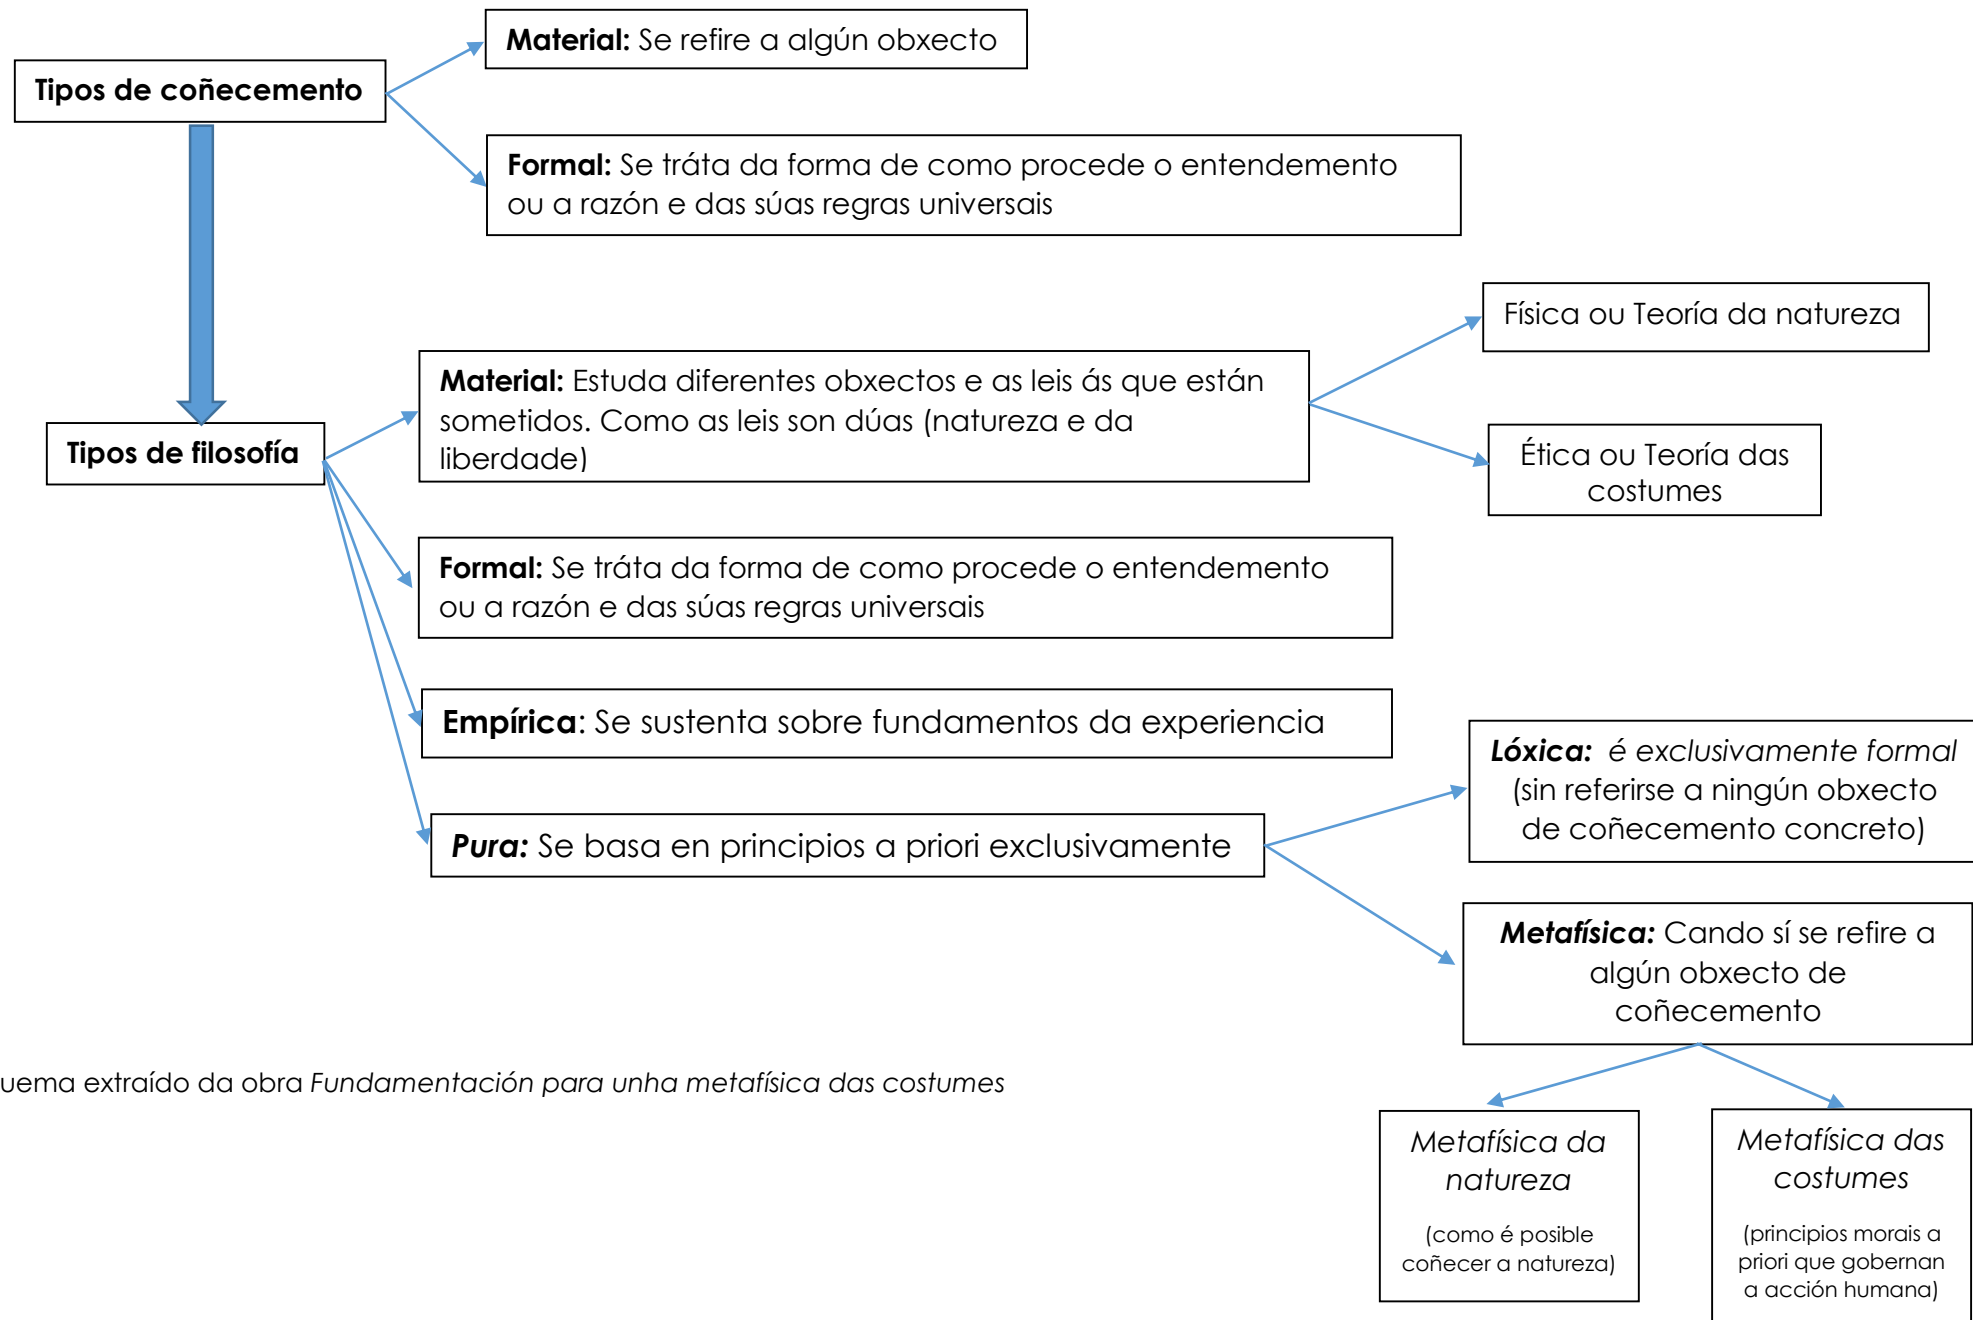 Material: Se refire a algún obxecto
Tipos de coñecemento
Formal: Se tráta da forma de como procede o entendemento
ou a razón e das súas regras universais
Física ou Teoría da natureza
Material: Estuda diferentes obxectos e as leis ás que están
sometidos. Como as leis son dúas (natureza e da
liberdade)
Tipos de filosofía
Ética ou Teoría das
costumes
Formal: Se tráta da forma de como procede o entendemento
ou a razón e das súas regras universais
Empírica: Se sustenta sobre fundamentos da experiencia
Lóxica: é exclusivamente formal
(sin referirse a ningún obxecto
de coñecemento concreto)
Pura: Se basa en principios a priori exclusivamente
Metafísica: Cando sí se refire a
algún obxecto de
coñecemento
uema extraído da obra Fundamentación para unha metafísica das costumes
Metafísica da
natureza
(como é posible
coñecer a natureza)
Metafísica das
costumes
(principios morais a
priori que gobernan
a acción humana)